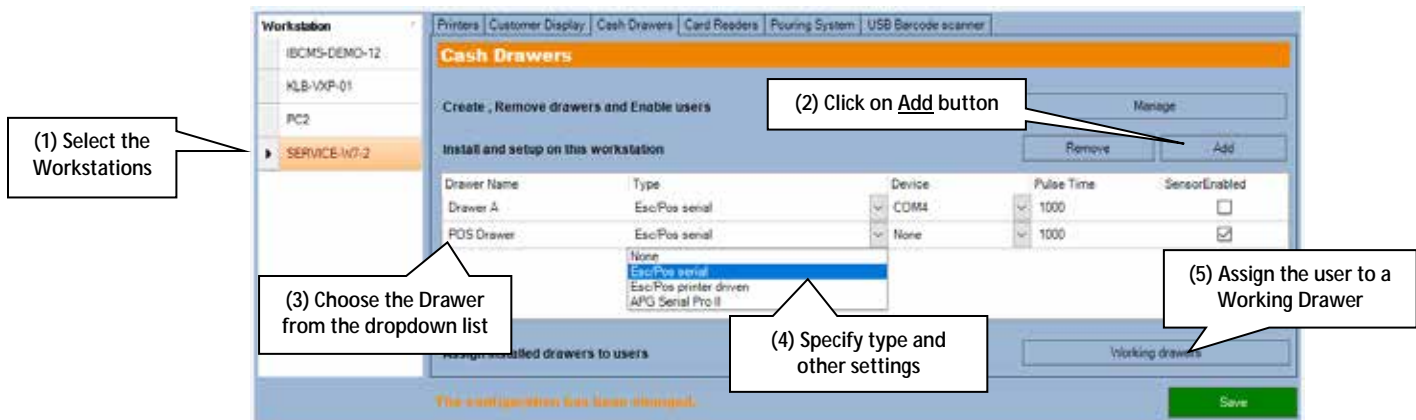 Workstation
IBCMS-DEMO-12
KLB-VXP-01
PC2
SERVICE-W7-2
Printers Customer Display Cash Drawers Card Readers Pouring System USB Barcode scanner
Cash Drawers
Create , Remove drawers and Enable users
Manage
Install and setup on this workstation
Remove Add
Drawer Name Type Device Pulse Time SensorEnabled
Drawer A Esc/Pos serial COM4 1000
POS Drawer Esc/Pos serial None 1000
None
Esc/Pos serial
Esc/Pos printer driven
APG Serial Pro II
Assign installed drawers to users
Working drawers
The configuration has been changed.
Save
(1) Select the
Workstations
(2) Click on Add button
(3) Choose the Drawer
from the dropdown list
(4) Specify type and
other settings
(5) Assign the user to a
Working Drawer